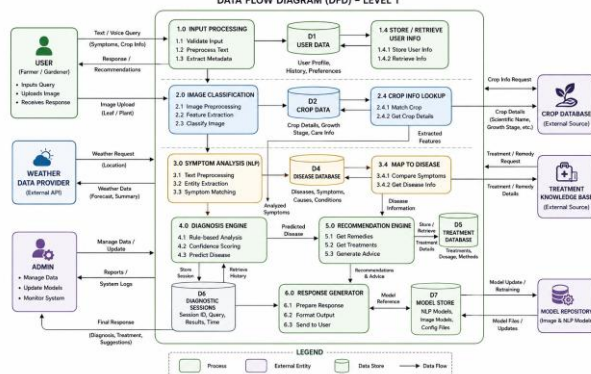 DATA FLOW DIAGRAM (DFD) – LEVEL 1
USER
(Farmer / Gardener)
• Inputs Query
• Uploads Image
• Receives Response
Text / Voice Query
(Symptoms, Crop Info)
Response /
Recommendations
Image Upload
(Leaf / Plant)
1.0 INPUT PROCESSING
1.1 Validate Input
1.2 Preprocess Text
1.3 Extract Metadata
D1
USER DATA
User Profile,
History, Preferences
1.4 STORE / RETRIEVE
USER INFO
1.4.1 Store User Info
1.4.2 Retrieve Info
2.0 IMAGE CLASSIFICATION
2.1 Image Preprocessing
2.2 Feature Extraction
2.3 Classify Image
D2
CROP DATA
Crop Details, Growth
Stage, Care Info
2.4 CROP INFO LOOKUP
2.4.1 Match Crop
2.4.2 Get Crop Details
Extracted
Features
Crop Info Request
Crop Details
(Scientific Name,
Growth Stage, etc.)
CROP DATABASE
(External Source)
WEATHER
DATA PROVIDER
(External API)
Weather Request
(Location)
Weather Data
(Forecast, Summary)
3.0 SYMPTOM ANALYSIS (NLP)
3.1 Text Preprocessing
3.2 Entity Extraction
3.3 Symptom Matching
D4
DISEASE DATABASE
Diseases, Symptoms,
Causes, Conditions
3.4 MAP TO DISEASE
3.4.1 Compare Symptoms
3.4.2 Get Disease Info
Treatment / Remedy
Request
Treatment / Remedy
Details
TREATMENT
KNOWLEDGE BASE
(External Source)
Analyzed
Symptoms
Disease
Information
ADMIN
• Manage Data
• Update Models
• Monitor System
Manage Data /
Update
Reports /
System Logs
4.0 DIAGNOSIS ENGINE
4.1 Rule-based Analysis
4.2 Confidence Scoring
4.3 Predict Disease
Predicted
Disease
5.0 RECOMMENDATION ENGINE
5.1 Get Remedies
5.2 Get Treatments
5.3 Generate Advice
Store /
Retrieve
Treatment
Details
D5
TREATMENT
DATABASE
Treatments,
Dosage, Methods
Store
Session
Retrieve
History
Recommendations
& Advice
D6
DIAGNOSTIC
SESSIONS
Session ID, Query,
Results, Time
6.0 RESPONSE GENERATOR
6.1 Prepare Response
6.2 Format Output
6.3 Send to User
Model
Reference
D7
MODEL STORE
NLP Models,
Image Models,
Config Files
Model Update /
Retraining
Model Files /
Updates
MODEL REPOSITORY
(Image & NLP Models)
Final Response
(Diagnosis, Treatment,
Suggestions)
LEGEND
Process
External Entity
Data Store
Data Flow